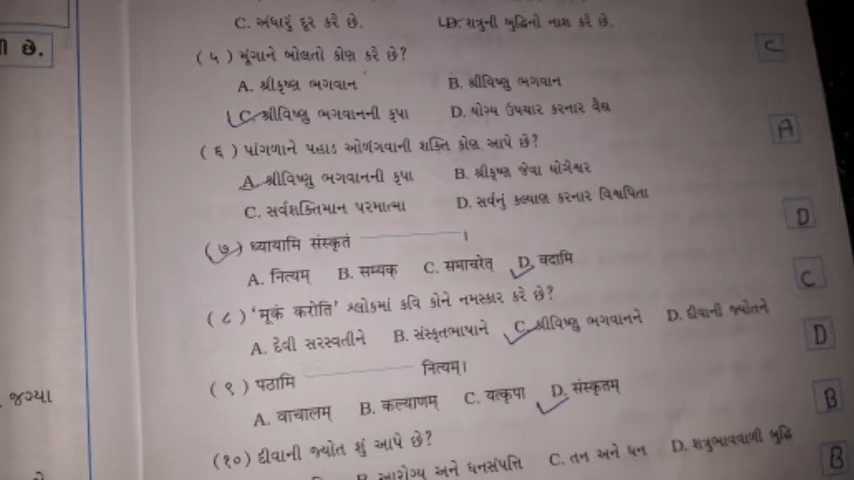 C. અંધારું દૂર કરે છે. D. શત્રુની બુદ્ધિનો નાશ કરે છે.
છે.
(૫) મૂંગાને બોલતો કોણ કરે છે? C
A. શ્રીકૃષ્ણ ભગવાન B. શ્રીવિષ્ણુ ભગવાન
C. શ્રીવિષ્ણુ ભગવાનની કૃપા D. યોગ્ય ઉપચાર કરનાર વૈદ્ય
(૬) પાંગળાને પહાડ ઓળંગવાની શક્તિ કોણ આપે છે? A
A. શ્રીવિષ્ણુ ભગવાનની કૃપા B. શ્રીકૃષ્ણ જેવા યોગેશ્વર
C. સર્વશક્તિમાન પરમાત્મા D. સર્વનું કલ્યાણ કરનાર વિશ્વપિતા
(૭) ध्यायामि संस्कृतं ———। D
A. नित्यम् B. सम्यक् C. समाचरेत् D. वदामि
(૮) 'मूकं करोति' શ્લોકમાં કવિ કોને નમસ્કાર કરે છે? C
A. દેવી સરસ્વતીને B. સંસ્કૃતભાષાને C. શ્રીવિષ્ણુ ભગવાનને D. દીવાની જ્યોતને
(૯) पठामि ——— नित्यम्। D
A. वाचालम् B. कल्याणम् C. यत्कृपा D. संस्कृतम्
જગ્યા
(૧૦) દીવાની જ્યોત શું આપે છે? B
B. આરોગ્ય અને ધનસંપત્તિ C. તન અને ધન D. શત્રુભાવવાળી બુદ્ધિ
B